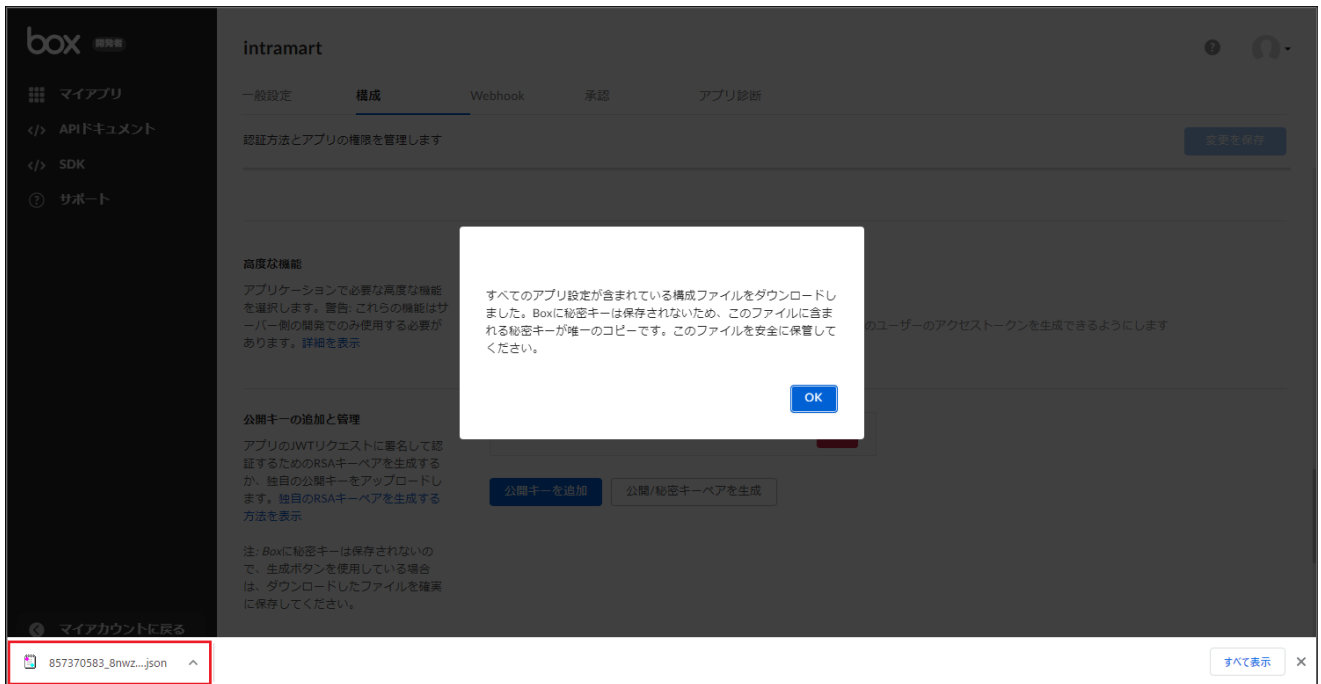 box 開発者
マイアプリ
APIドキュメント
SDK
サポート
マイアカウントに戻る
intramart
一般設定
構成
Webhook
承認
アプリ診断
認証方法とアプリの権限を管理します
変更を保存
高度な機能
アプリケーションで必要な高度な機能
を選択します。警告: これらの機能はサ
ーバー側の開発でのみ使用する必要が
あります。詳細を表示
のユーザーのアクセストークンを生成できるようにします
すべてのアプリ設定が含まれている構成ファイルをダウンロードし
ました。Boxに秘密キーは保存されないため、このファイルに含ま
れる秘密キーが唯一のコピーです。このファイルを安全に保管して
ください。
OK
公開キーの追加と管理
アプリのJWTリクエストに署名して認
証するためのRSAキーペアを生成する
か、独自の公開キーをアップロードし
ます。独自のRSAキーペアを生成する
方法を表示
注: Boxに秘密キーは保存されないの
で、生成ボタンを使用している場合
は、ダウンロードしたファイルを確実
に保存してください。
公開キーを追加
公開/秘密キーペアを生成
857370583_8nwz....json
すべて表示